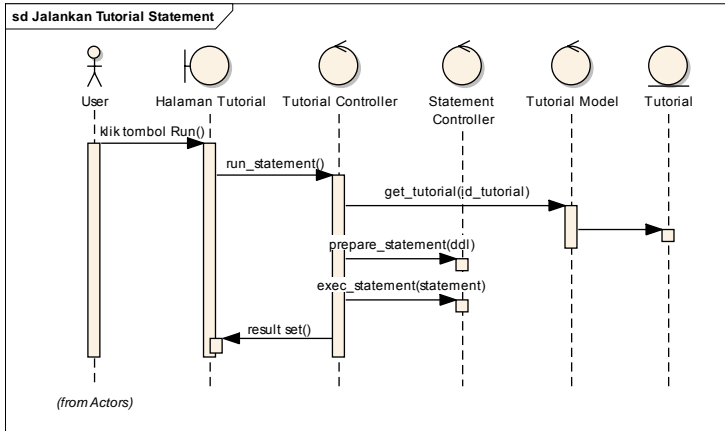 sd Jalankan Tutorial Statement
User
Halaman Tutorial
Tutorial Controller
Statement
Controller
Tutorial Model
Tutorial
klik tombol Run()
run_statement()
get_tutorial(id_tutorial)
prepare_statement(ddl)
exec_statement(statement)
result set()
(from Actors)